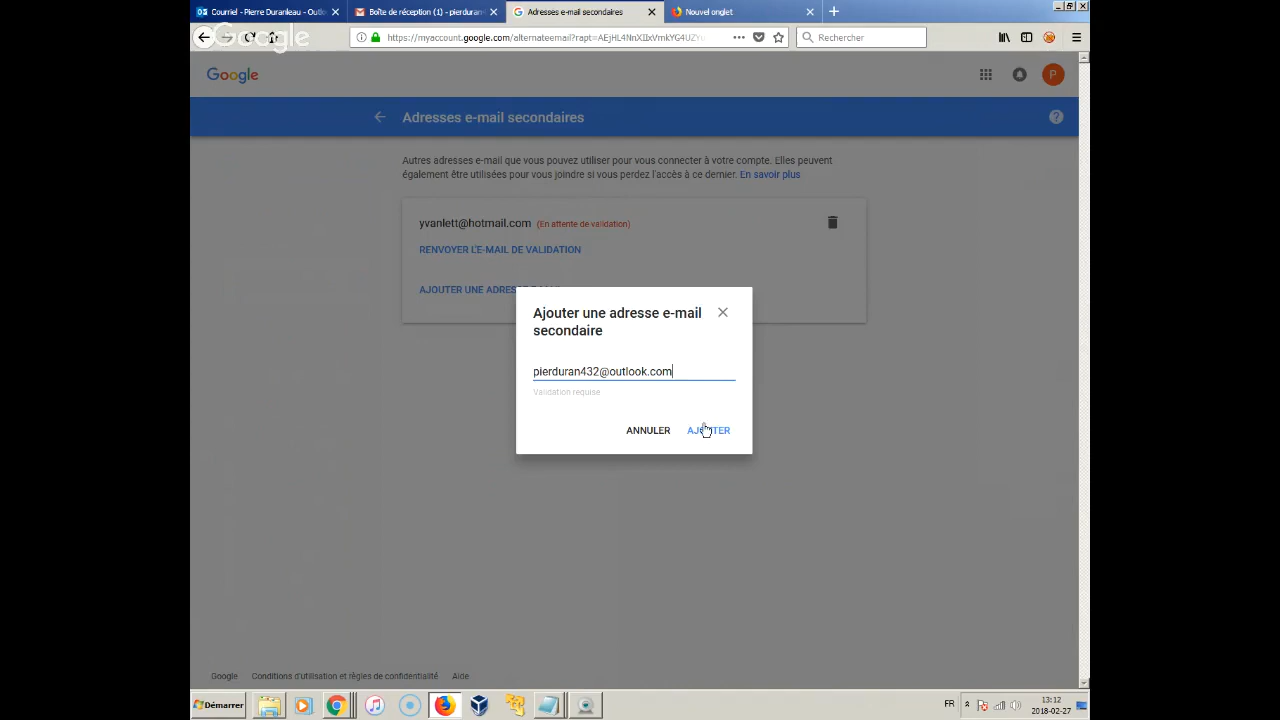 Courriel - Pierre Duranleau - Outlo
Boîte de réception (1) - pierduran
Adresses e-mail secondaires
Nouvel onglet
Google
https://myaccount.google.com/alternateemail?rapt=
Rechercher
Google
P
Adresses e-mail secondaires
Autres adresses e-mail que vous pouvez utiliser pour vous connecter à votre compte. Elles peuvent
également être utilisées pour vous joindre si vous perdez l'accès à ce dernier. En savoir plus
yvanlett@hotmail.com (En attente de validation)
RENVOYER L'E-MAIL DE VALIDATION
AJOUTER UNE ADRESSE
Ajouter une adresse e-mail
secondaire
pierduran432@outlook.com
Validation requise
ANNULER AJOUTER
Google Conditions d'utilisation et règles de confidentialité Aide
Démarrer
FR
13:12
2018-02-27